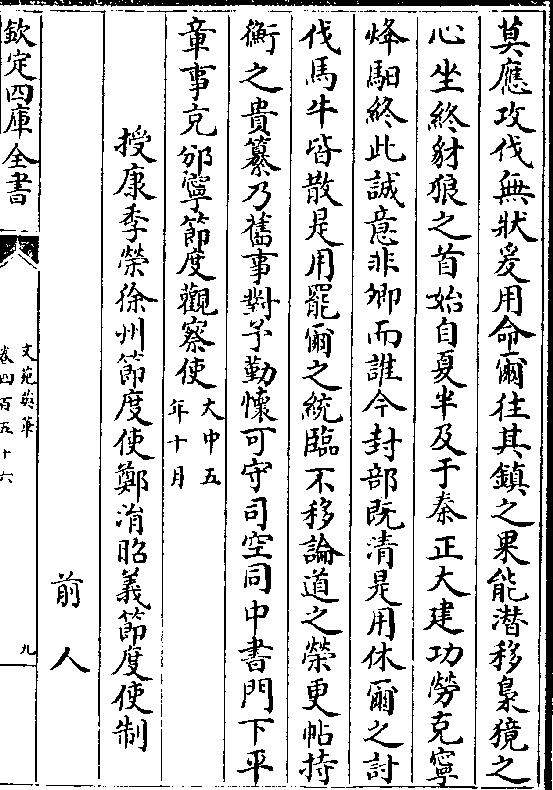 莫應攻伐無狀爰用命爾往其鎮之果能潛移梟獍之
心坐終豺狼之首始自夏半及于秦正大建功勞克寧
烽馹終此誠意非卿而誰今封部既清是用休爾之討
伐馬牛皆散是用罷爾之統臨不移論道之榮更帖持
衡之貴纂乃舊事對予勤懷可守司空同中書門下平
章事充邠寧節度觀察使大中五
年十月
授康季榮徐州節度使鄭涓昭義節度使制
前人
欽定四庫全書
文苑英華
卷四百五十六
九